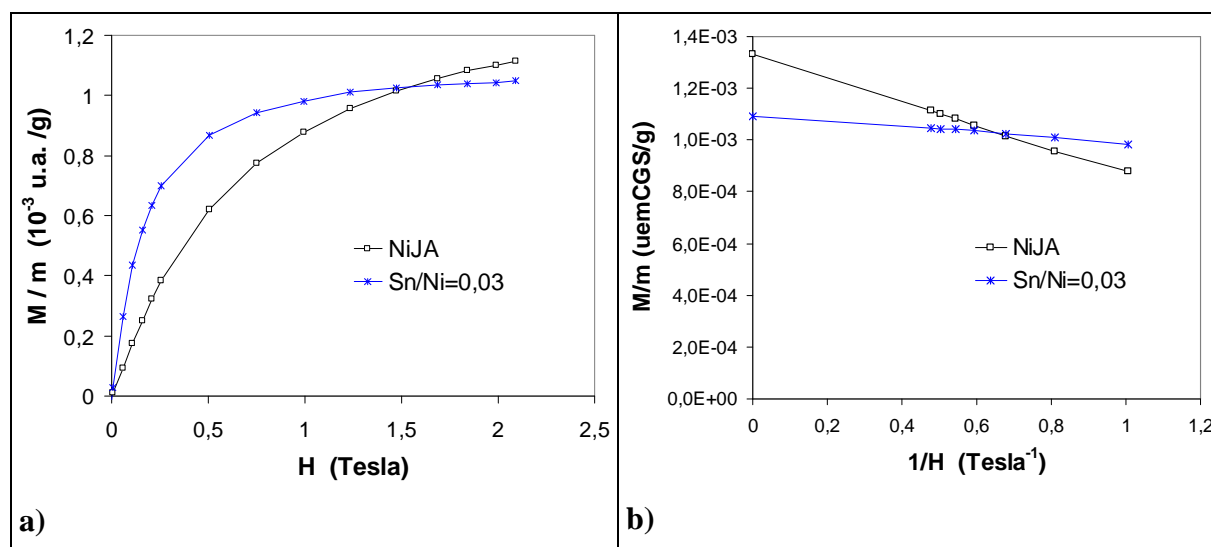 1,2
1
0,8
0,6
0,4
0,2
0
M / m (10⁻³ u.a. /g)
NiJA
Sn/Ni=0,03
0 0,5 1 1,5 2 2,5
H (Tesla)
a)
1,4E-03
1,2E-03
1,0E-03
8,0E-04
6,0E-04
4,0E-04
2,0E-04
0,0E+00
M/m (uemCGS/g)
NiJA
Sn/Ni=0,03
0 0,2 0,4 0,6 0,8 1 1,2
1/H (Tesla⁻¹)
b)